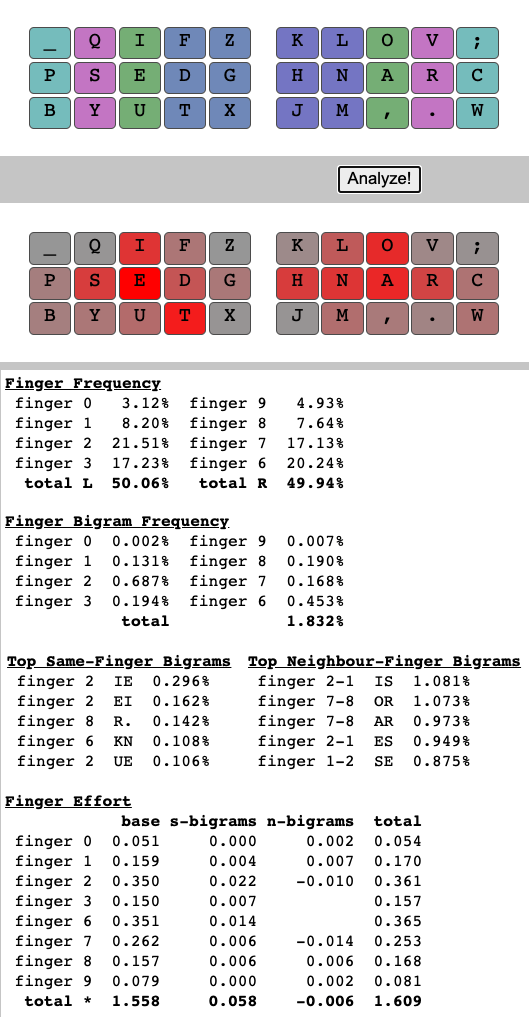 _ Q I F Z K L O V ;
P S E D G H N A R C
B Y U T X J M , . W
Analyze!
_ Q I F Z K L O V ;
P S E D G H N A R C
B Y U T X J M , . W
Finger Frequency
finger 0 3.12% finger 9 4.93%
finger 1 8.20% finger 8 7.64%
finger 2 21.51% finger 7 17.13%
finger 3 17.23% finger 6 20.24%
total L 50.06% total R 49.94%
Finger Bigram Frequency
finger 0 0.002% finger 9 0.007%
finger 1 0.131% finger 8 0.190%
finger 2 0.687% finger 7 0.168%
finger 3 0.194% finger 6 0.453%
total 1.832%
Top Same-Finger Bigrams Top Neighbour-Finger Bigrams
finger 2 IE 0.296% finger 2-1 IS 1.081%
finger 2 EI 0.162% finger 7-8 OR 1.073%
finger 8 R. 0.142% finger 7-8 AR 0.973%
finger 6 KN 0.108% finger 2-1 ES 0.949%
finger 2 UE 0.106% finger 1-2 SE 0.875%
Finger Effort
base s-bigrams n-bigrams total
finger 0 0.051 0.000 0.002 0.054
finger 1 0.159 0.004 0.007 0.170
finger 2 0.350 0.022 -0.010 0.361
finger 3 0.150 0.007 0.157
finger 6 0.351 0.014 0.365
finger 7 0.262 0.006 -0.014 0.253
finger 8 0.157 0.006 0.006 0.168
finger 9 0.079 0.000 0.002 0.081
total * 1.558 0.058 -0.006 1.609